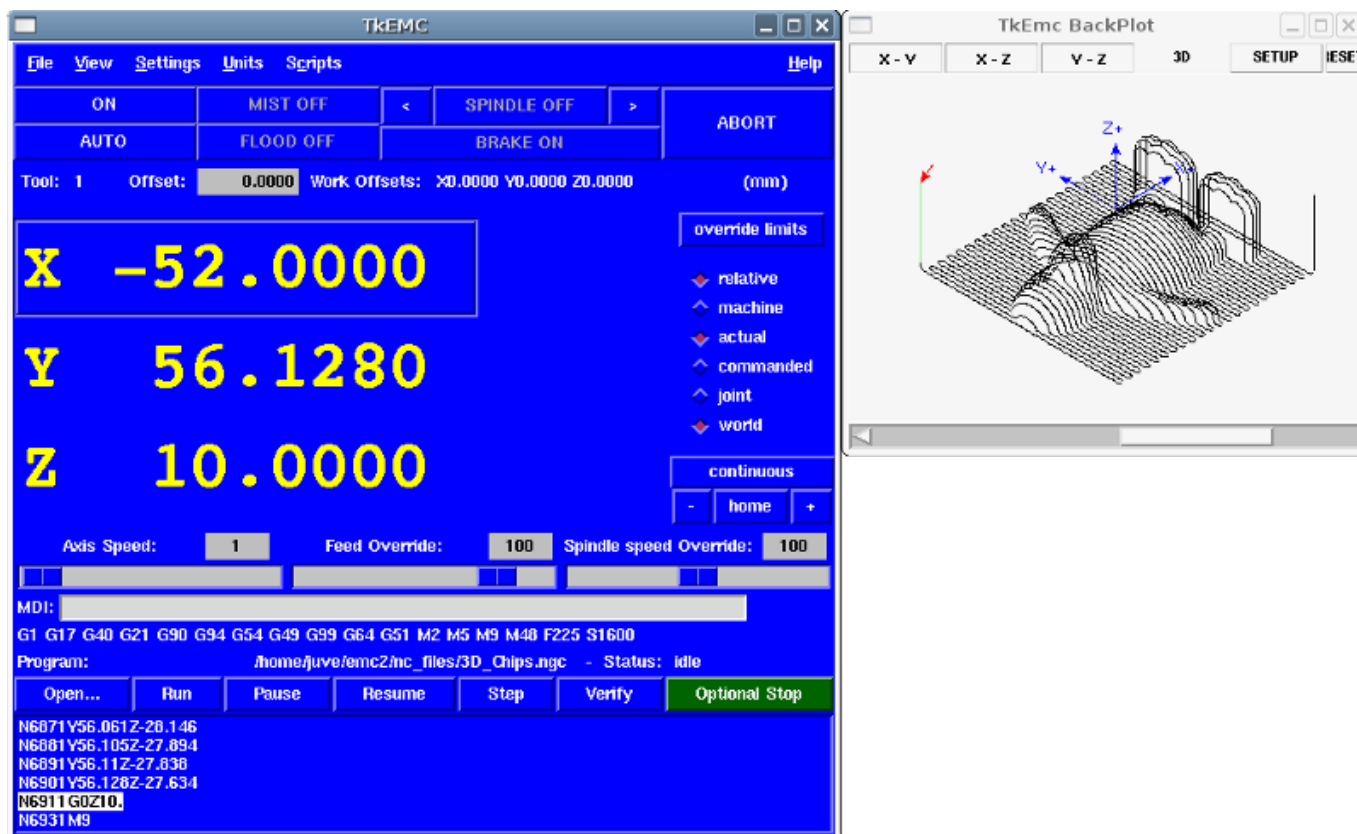 TkEMC
File View Settings Units Scripts Help
ON MIST OFF < SPINDLE OFF > ABORT
AUTO FLOOD OFF BRAKE ON
Tool: 1 Offset: 0.0000 Work Offsets: X0.0000 Y0.0000 Z0.0000 (mm)
override limits
X -52.0000
relative
machine
actual
Y 56.1280
commanded
joint
world
Z 10.0000
continuous
- home +
Axis Speed: 1 Feed Override: 100 Spindle speed Override: 100
MDI:
G1 G17 G40 G21 G90 G94 G54 G49 G99 G64 G51 M2 M5 M9 M48 F225 S1600
Program: /home/juve/emc2/nc_files/3D_Chips.ngc - Status: idle
Open... Run Pause Resume Step Verify Optional Stop
N6871Y56.061Z-28.146
N6881Y56.105Z-27.894
N6891Y56.11Z-27.838
N6901Y56.128Z-27.634
N6911G0Z10.
N6931M9
TkEmc BackPlot
X - Y X - Z Y - Z 3D SETUP
Z+
Y+